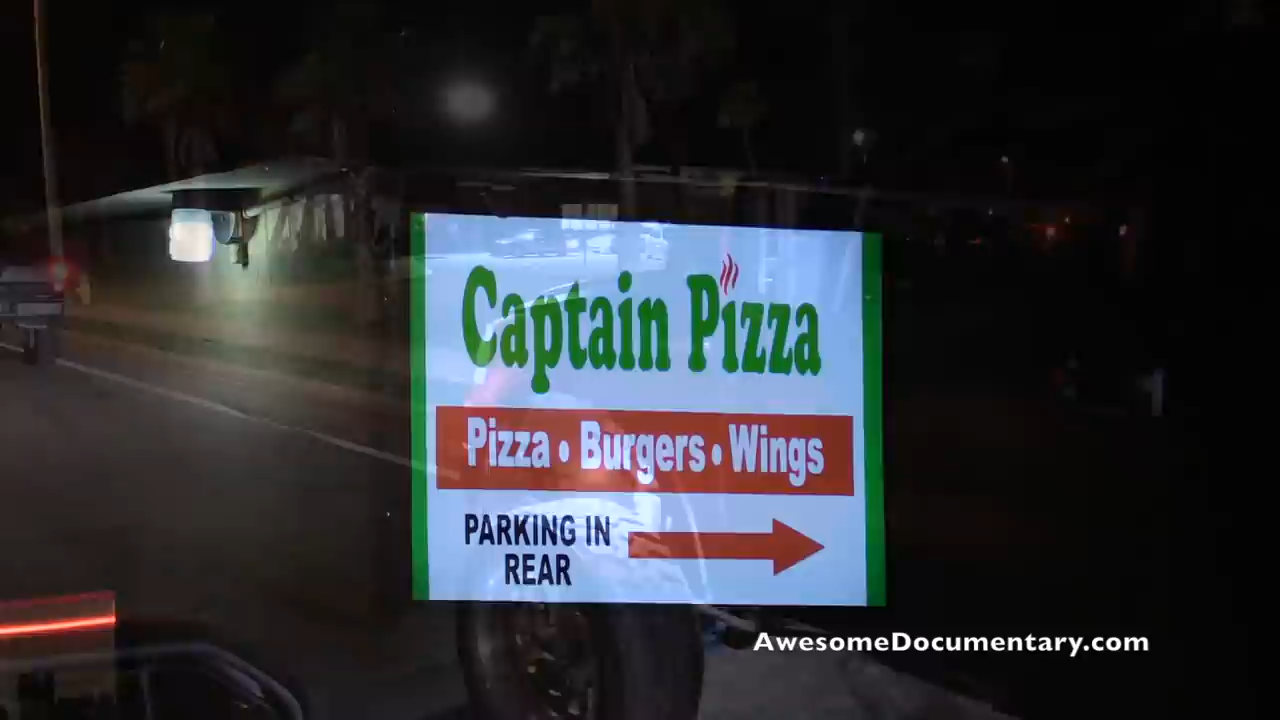 Captain Pizza
Pizza • Burgers • Wings
PARKING IN
REAR
AwesomeDocumentary.com